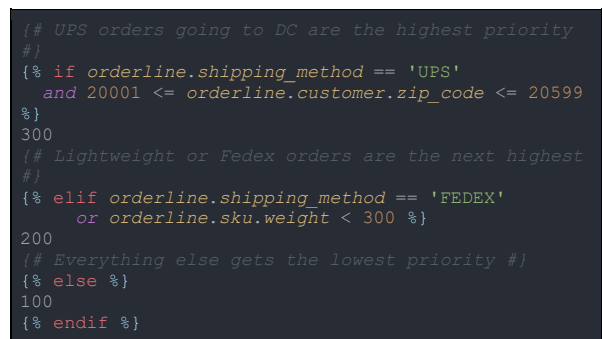 {# UPS orders going to DC are the highest priority
#}
{% if orderline.shipping_method == 'UPS'
and 20001 <= orderline.customer.zip_code <= 20599
%}
300
{# Lightweight or Fedex orders are the next highest
#}
{% elif orderline.shipping_method == 'FEDEX'
or orderline.sku.weight < 300 %}
200
{# Everything else gets the lowest priority #}
{% else %}
100
{% endif %}